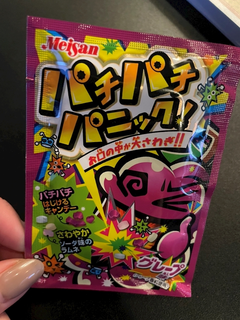 Meisan
パチパチ
パニック!
お口の中が大さわぎ!!
パチパチ
はじける
キャンデー
さわやか
ソーダ味の
ラムネ
グレープ